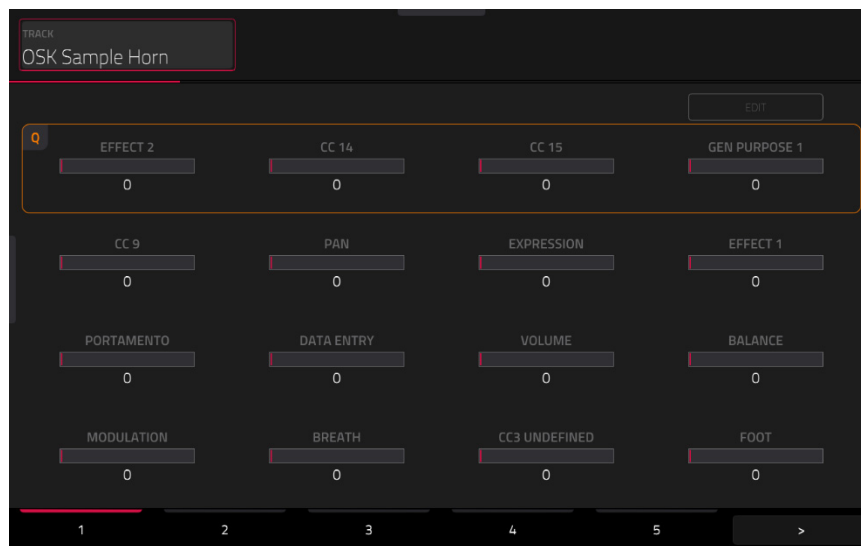 TRACK
OSK Sample Horn
EDIT
Q
EFFECT 2 CC 14 CC 15 GEN PURPOSE 1
0 0 0 0
CC 9 PAN EXPRESSION EFFECT 1
0 0 0 0
PORTAMENTO DATA ENTRY VOLUME BALANCE
0 0 0 0
MODULATION BREATH CC3 UNDEFINED FOOT
0 0 0 0
1 2 3 4 5 >